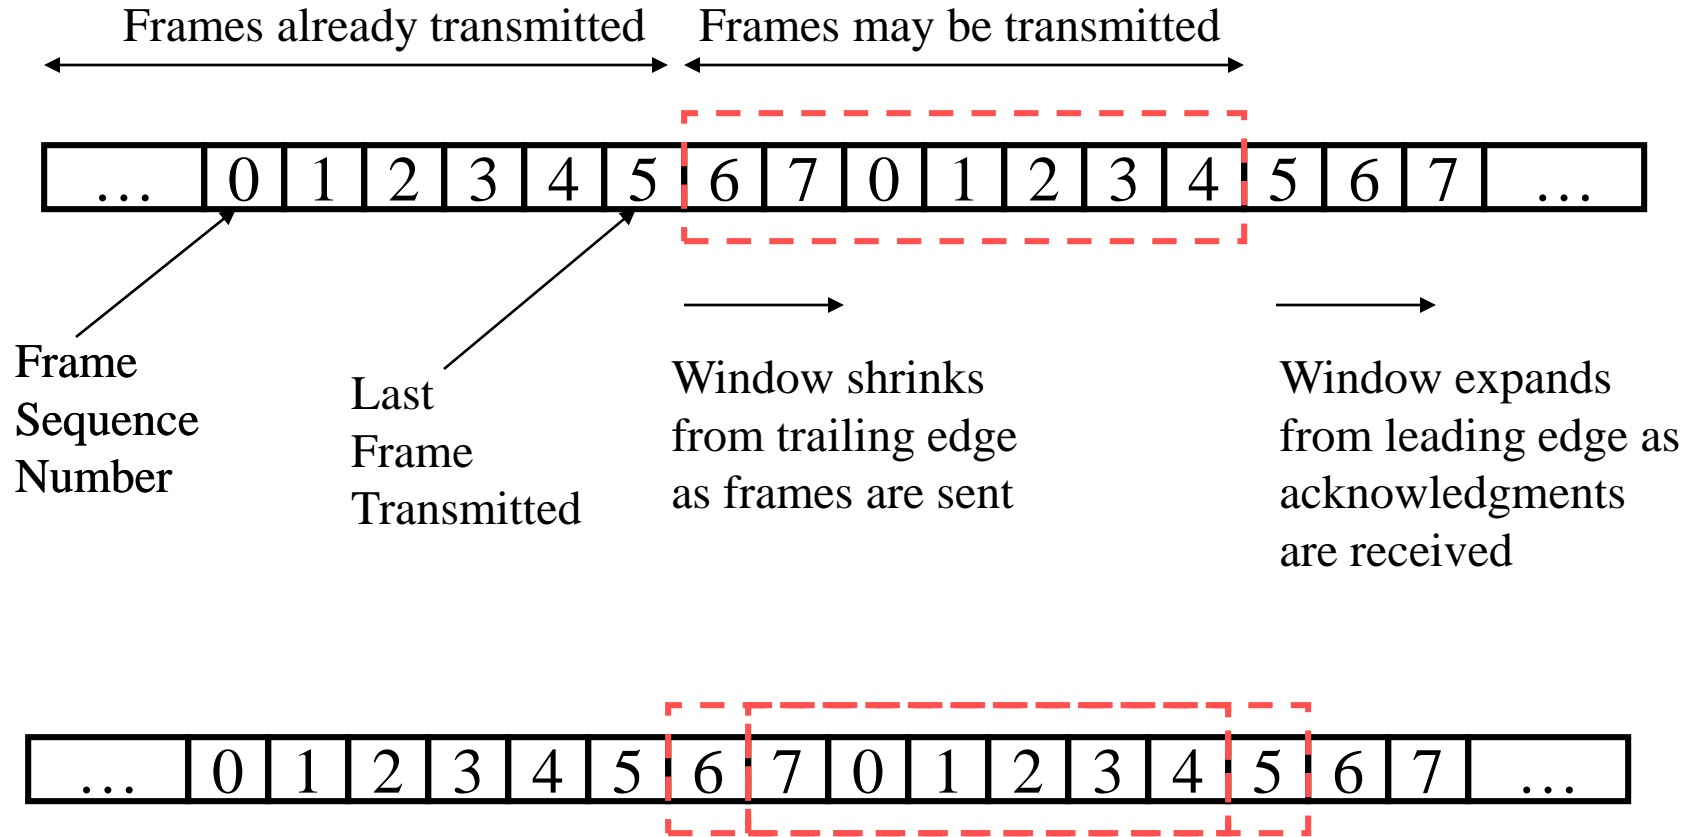 Frames already transmitted Frames may be transmitted
… 0 1 2 3 4 5 6 7 0 1 2 3 4 5 6 7 …
Frame
Sequence
Number
Last
Frame
Transmitted
Window shrinks
from trailing edge
as frames are sent
Window expands
from leading edge as
acknowledgments
are received
… 0 1 2 3 4 5 6 7 0 1 2 3 4 5 6 7 …